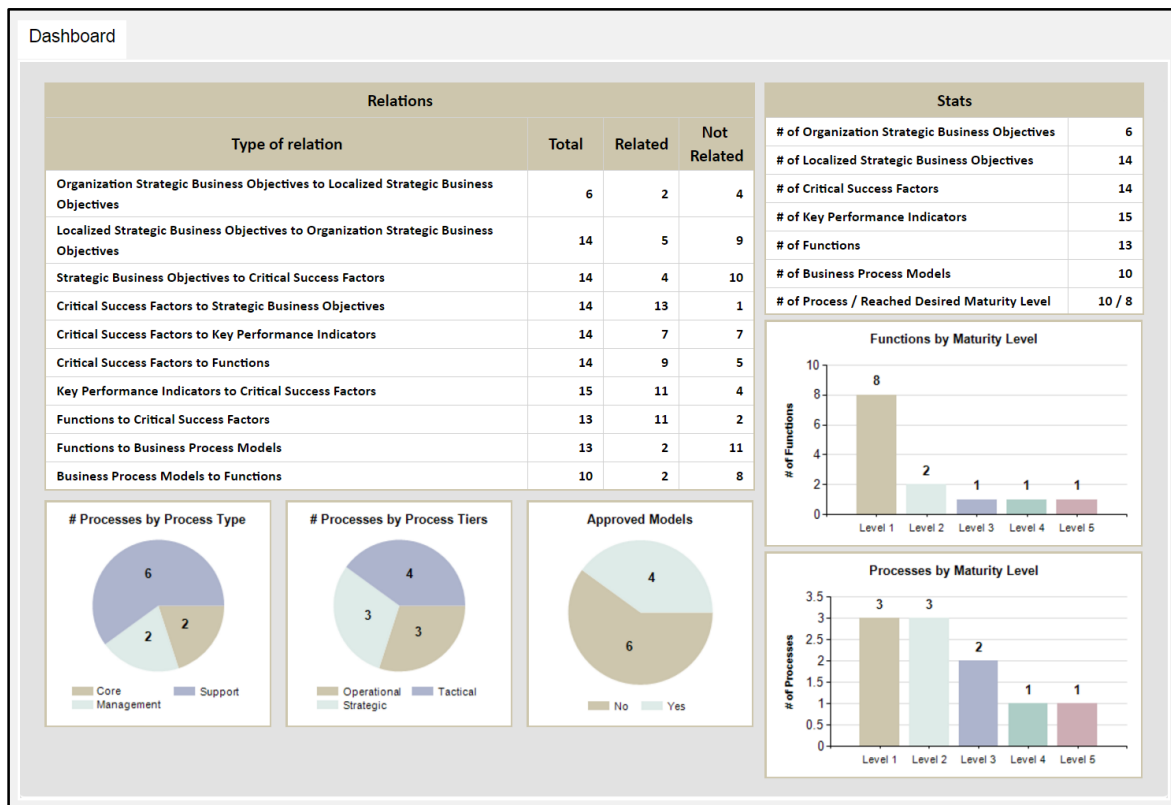 Dashboard
Relations
Type of relation Total Related Not Related
Organization Strategic Business Objectives to Localized Strategic Business Objectives 6 2 4
Localized Strategic Business Objectives to Organization Strategic Business Objectives 14 5 9
Strategic Business Objectives to Critical Success Factors 14 4 10
Critical Success Factors to Strategic Business Objectives 14 13 1
Critical Success Factors to Key Performance Indicators 14 7 7
Critical Success Factors to Functions 14 9 5
Key Performance Indicators to Critical Success Factors 15 11 4
Functions to Critical Success Factors 13 11 2
Functions to Business Process Models 13 2 11
Business Process Models to Functions 10 2 8
Stats
# of Organization Strategic Business Objectives 6
# of Localized Strategic Business Objectives 14
# of Critical Success Factors 14
# of Key Performance Indicators 15
# of Functions 13
# of Business Process Models 10
# of Process / Reached Desired Maturity Level 10 / 8
# Processes by Process Type
6
2
2
Core Support
Management
# Processes by Process Tiers
4
3
3
Operational Tactical
Strategic
Approved Models
4
6
No Yes
Functions by Maturity Level
# of Functions
10
8
6
4
2
0
8
2
1
1
1
Level 1 Level 2 Level 3 Level 4 Level 5
Processes by Maturity Level
# of Processes
3.5
3
2.5
2
1.5
1
0.5
0
3
3
2
1
1
Level 1 Level 2 Level 3 Level 4 Level 5